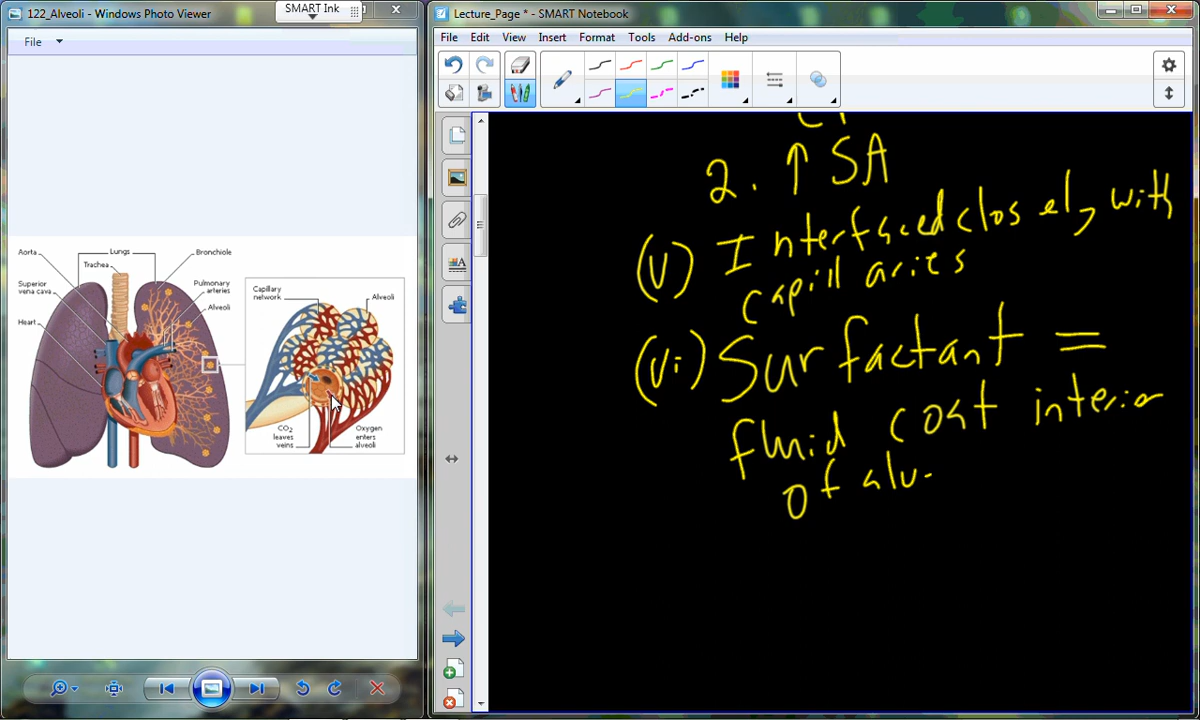 122_Alveoli - Windows Photo Viewer
SMART Ink
File
Aorta
Lungs
Bronchiole
Trachea
Superior
vena cava
Pulmonary
arteries
Heart
Alveoli
Capillary
network
Alveoli
CO2
leaves
veins
Oxygen
enters
alveoli
Lecture_Page * - SMART Notebook
File Edit View Insert Format Tools Add-ons Help
2. ↑ SA
(v) Interfaced closely with
capillaries
(vi) Surfactant =
fluid coat interior
of alv.